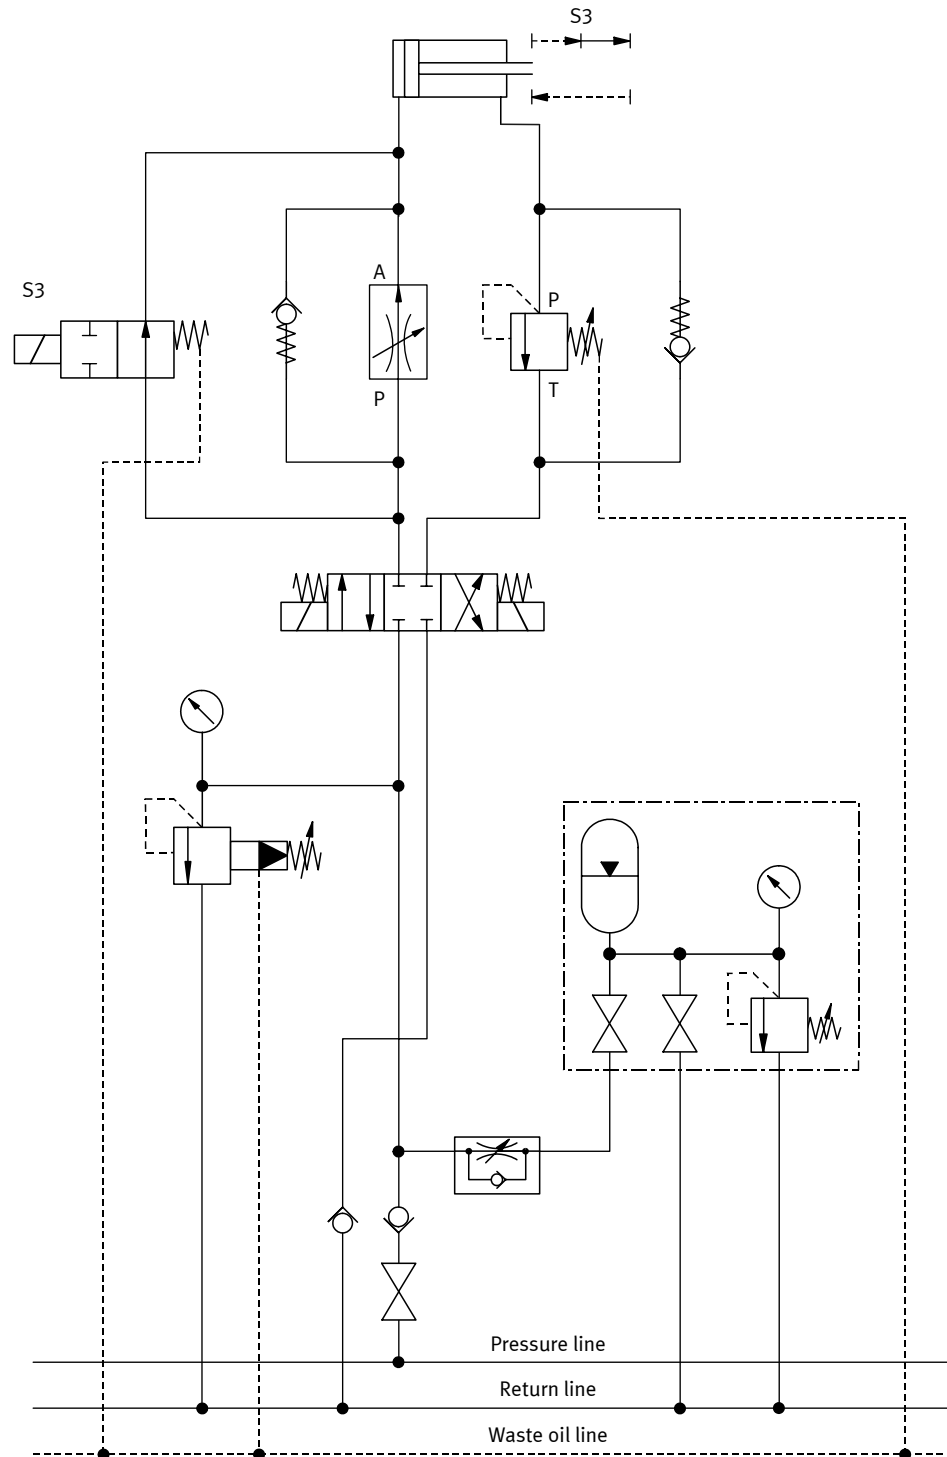 S3
S3
A
P
P
T
Pressure line
Return line
Waste oil line